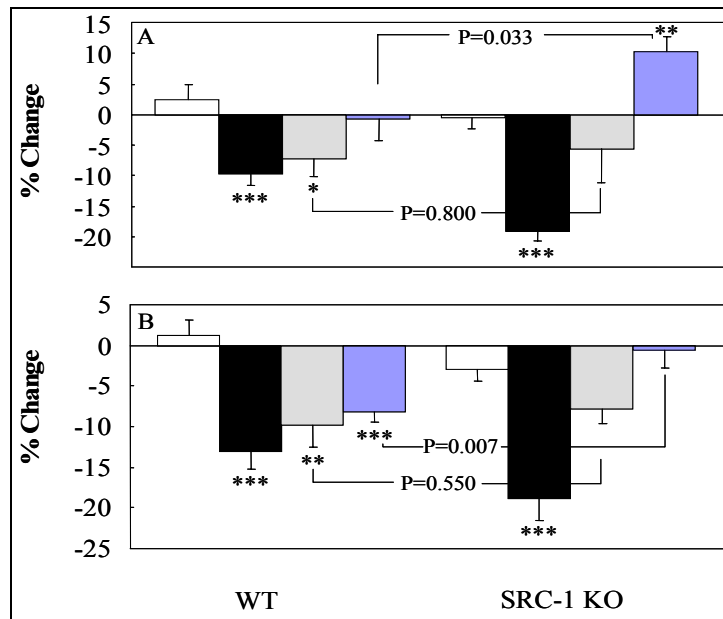 15
A
10
P=0.033
**
5
0
-5
-10
*
***
P=0.800
-15
-20
***
% Change
5
B
0
-5
-10
***
P=0.007
**
***
P=0.550
-15
-20
***
-25
% Change
WT
SRC-1 KO